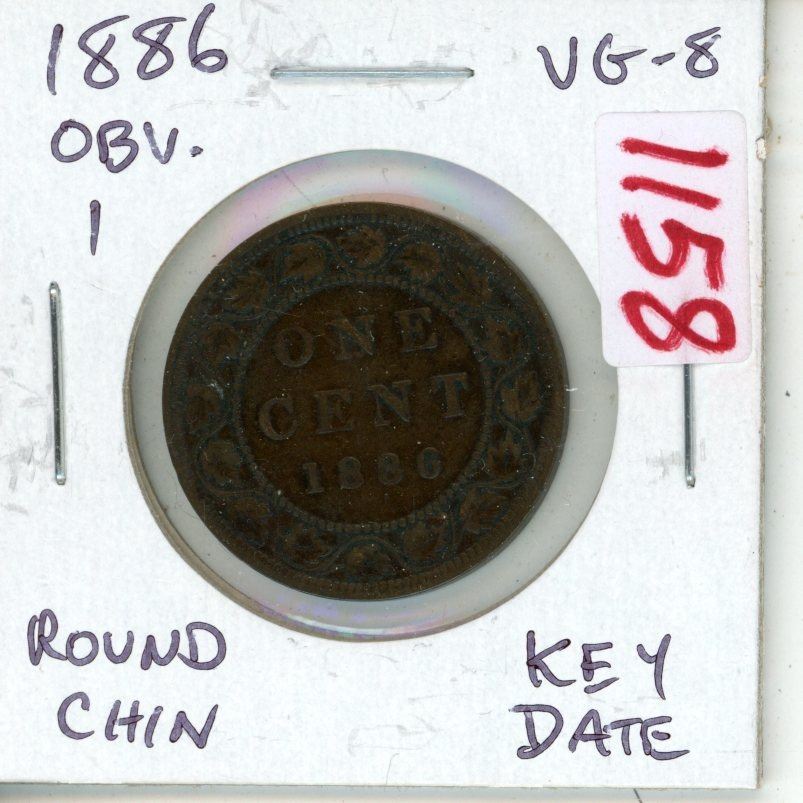 1886
OBV.
1
VG-8
1158
ONE
CENT
1886
ROUND
CHIN
KEY
DATE